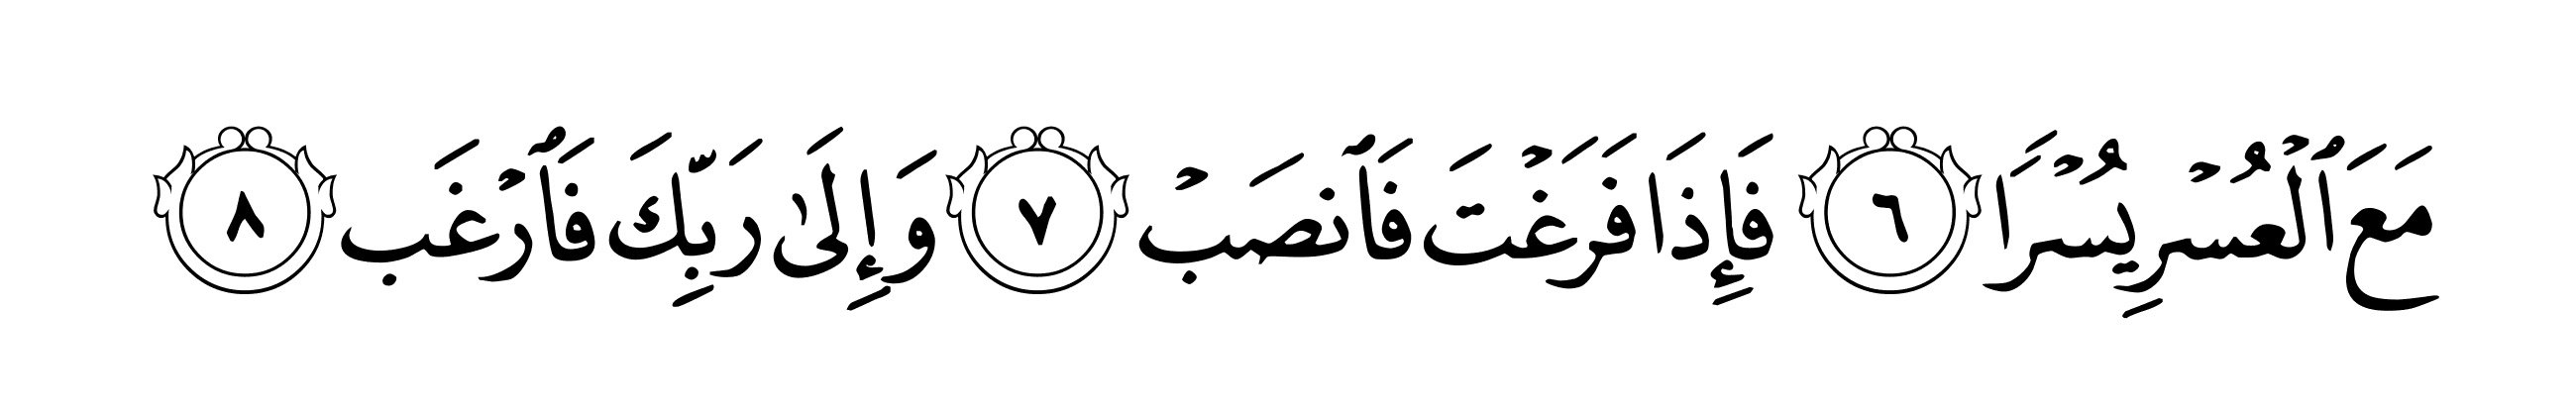 مَعَ ٱلْعُسْرِ يُسْرًا ٦ فَإِذَا فَرَغْتَ فَٱنصَبْ ٧ وَإِلَىٰ رَبِّكَ فَٱرْغَب ٨